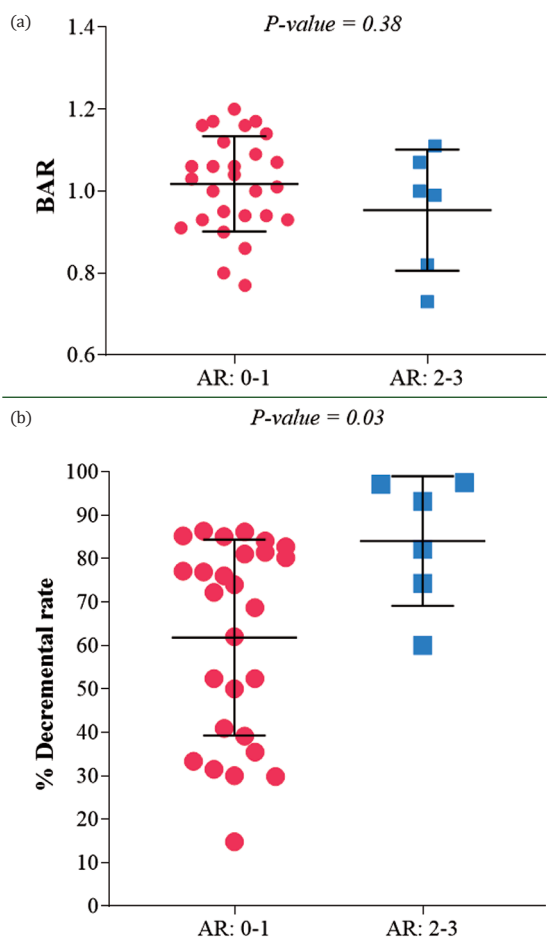 (a)
P-value = 0.38
BAR
1.4
1.2
1.0
0.8
0.6
AR: 0-1
AR: 2-3
(b)
P-value = 0.03
% Decremental rate
100
90
80
70
60
50
40
30
20
10
0
AR: 0-1
AR: 2-3